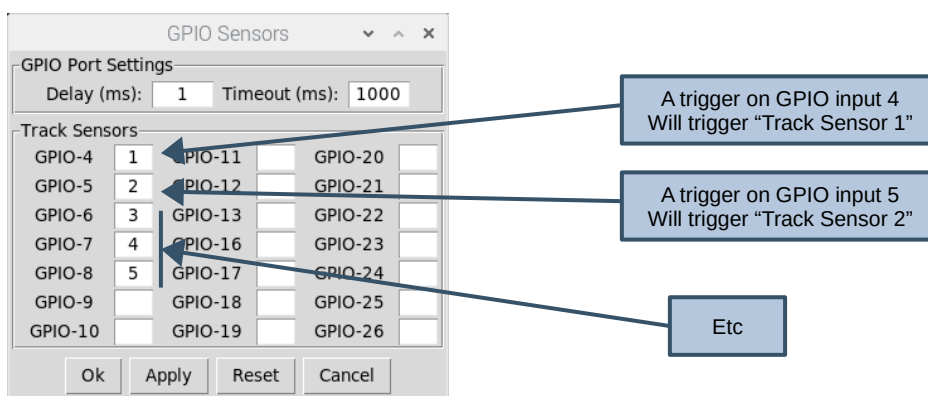 GPIO Sensors
GPIO Port Settings
Delay (ms): 1 Timeout (ms): 1000
Track Sensors
GPIO-4 1 GPIO-11 GPIO-20
GPIO-5 2 GPIO-12 GPIO-21
GPIO-6 3 GPIO-13 GPIO-22
GPIO-7 4 GPIO-16 GPIO-23
GPIO-8 5 GPIO-17 GPIO-24
GPIO-9 GPIO-18 GPIO-25
GPIO-10 GPIO-19 GPIO-26
Ok Apply Reset Cancel
A trigger on GPIO input 4
Will trigger “Track Sensor 1”
A trigger on GPIO input 5
Will trigger “Track Sensor 2”
Etc